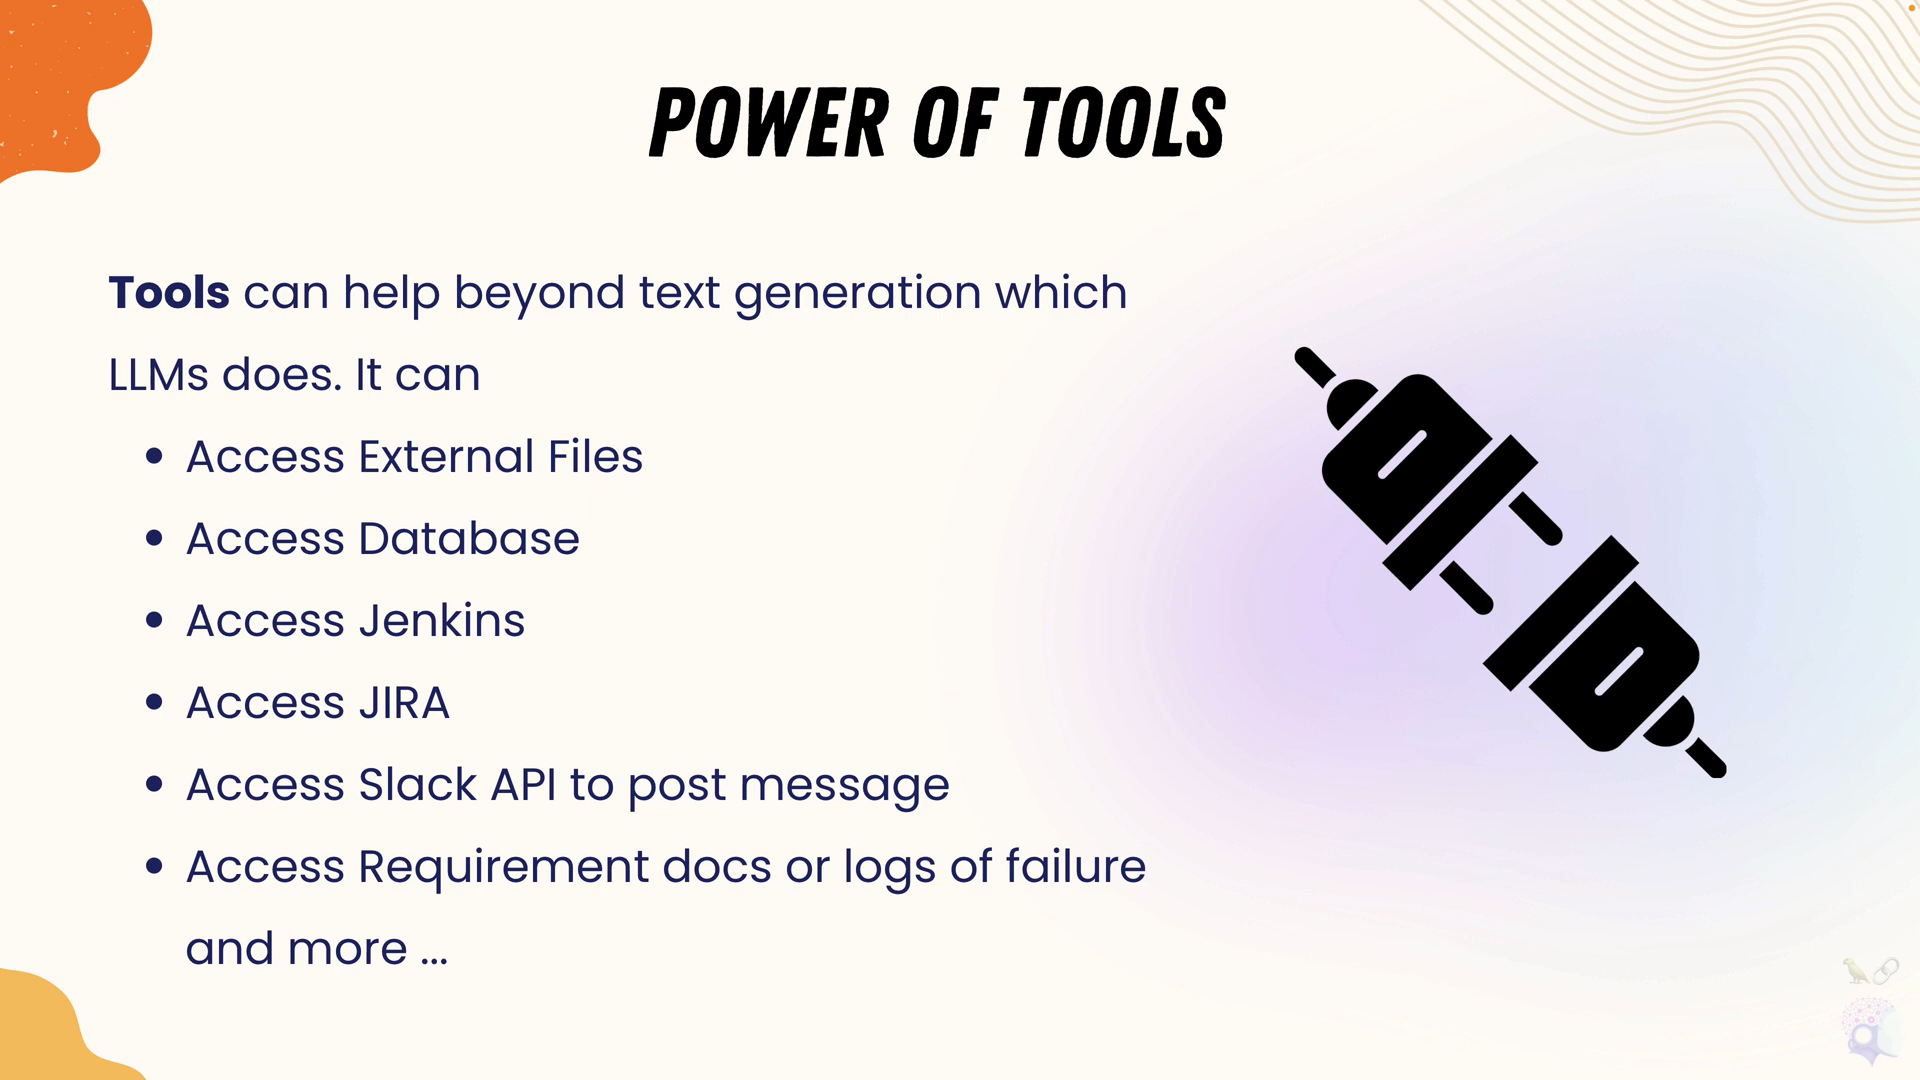 POWER OF TOOLS
Tools can help beyond text generation which
LLMs does. It can
• Access External Files
• Access Database
• Access Jenkins
• Access JIRA
• Access Slack API to post message
• Access Requirement docs or logs of failure
and more ...